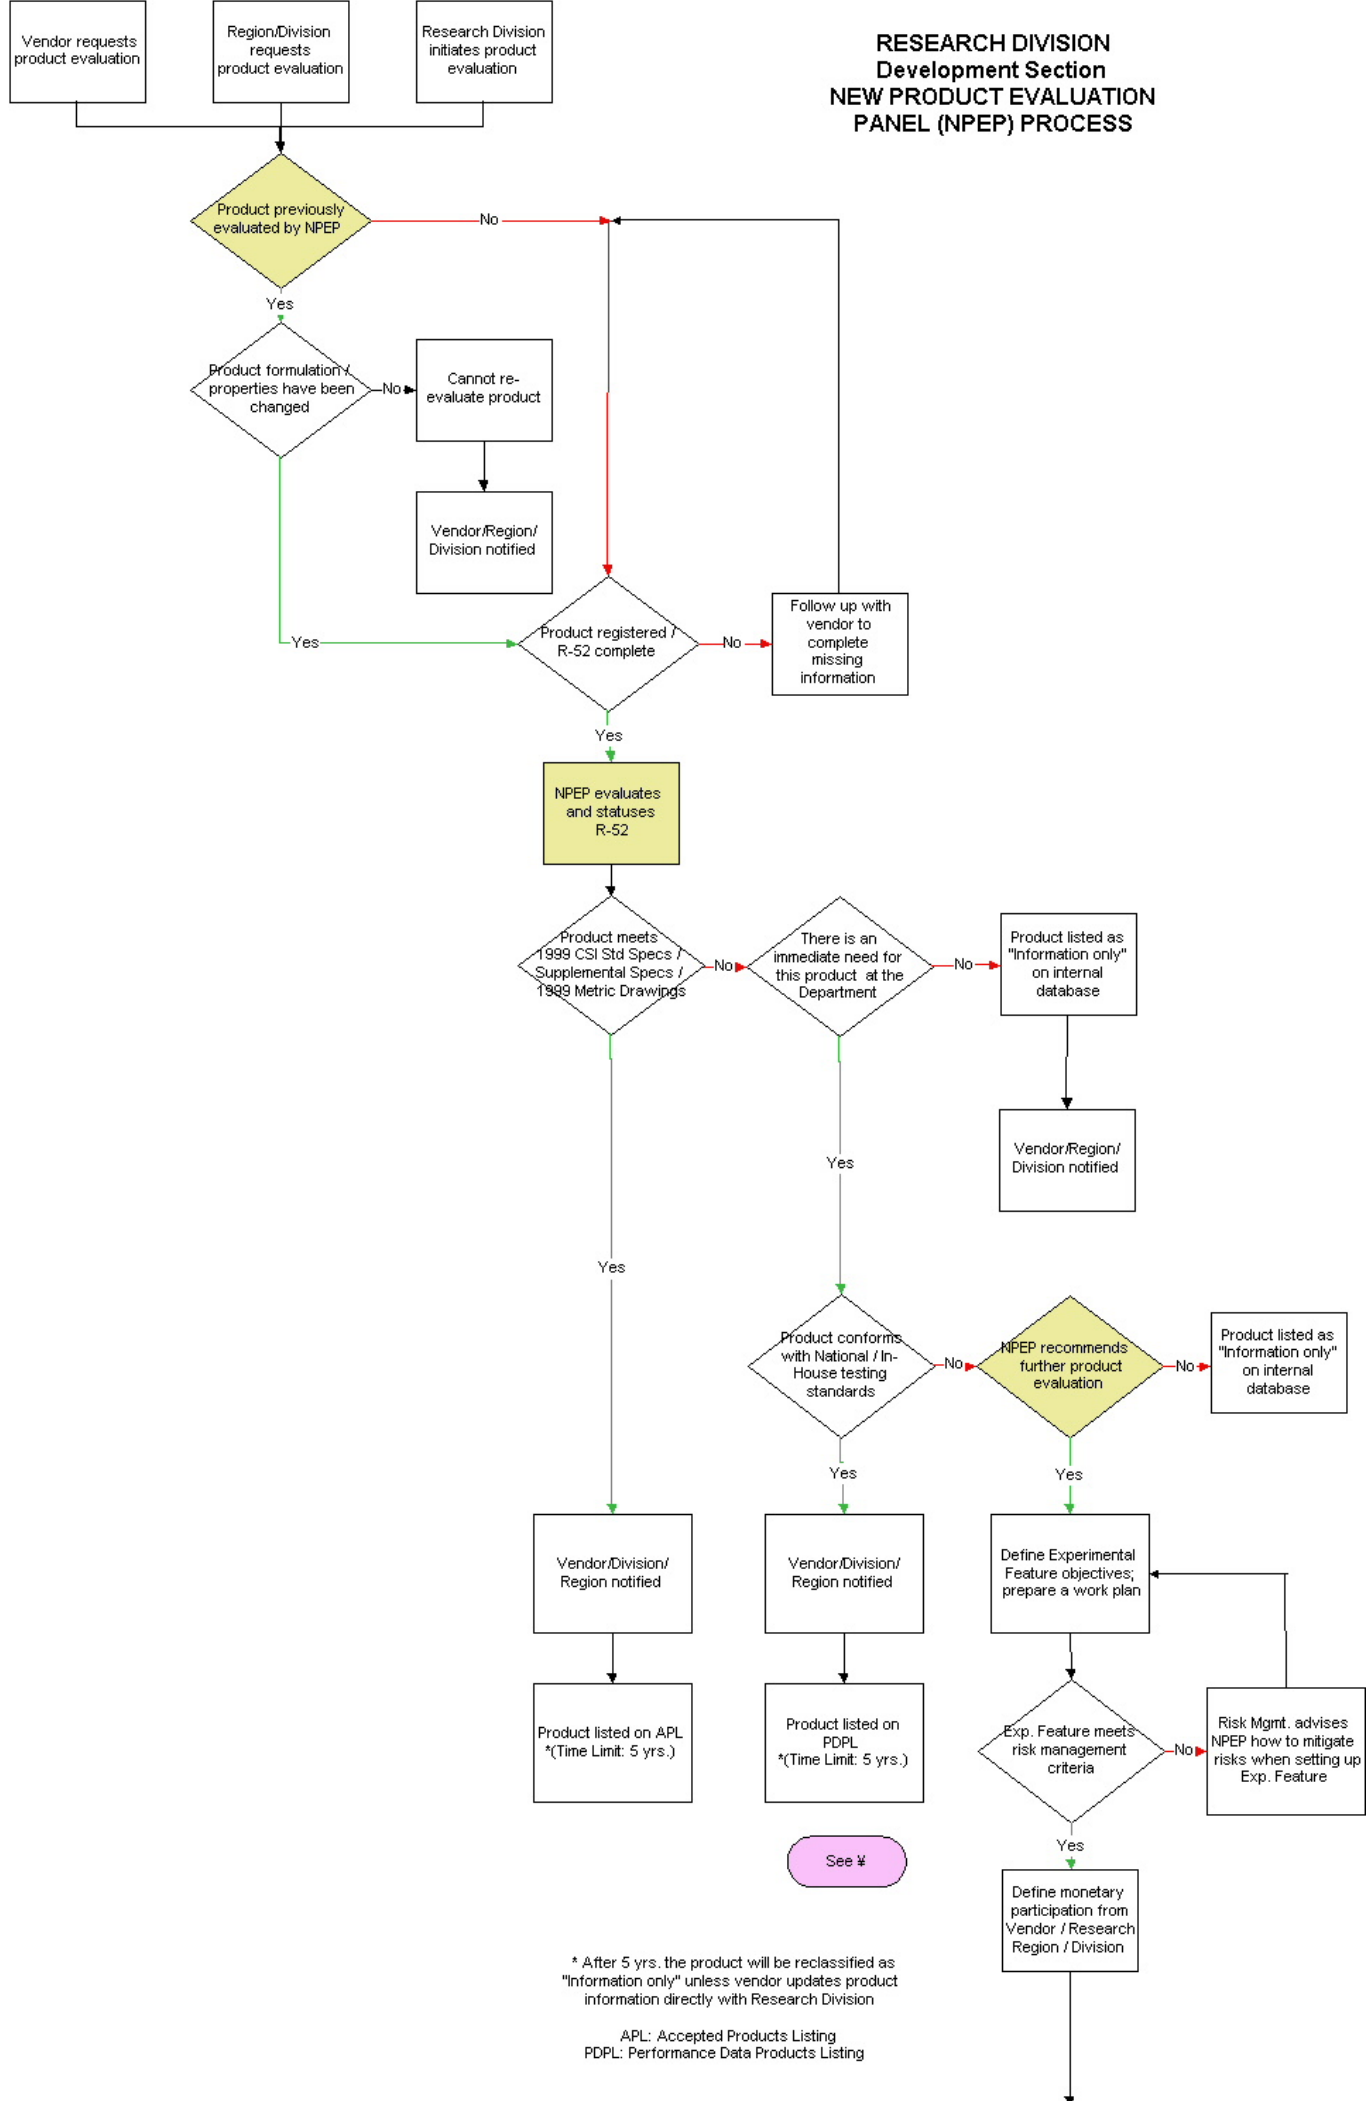 RESEARCH DIVISION
Development Section
NEW PRODUCT EVALUATION
PANEL (NPEP) PROCESS
Vendor requests
product evaluation
Region/Division
requests
product evaluation
Research Division
initiates product
evaluation
Product previously
evaluated by NPEP
No
Yes
Product formulation /
properties have been
changed
No
Cannot re-
evaluate product
Vendor/Region/
Division notified
Yes
Product registered /
R-52 complete
No
Follow up with
vendor to
complete
missing
information
Yes
NPEP evaluates
and statuses
R-52
Product meets
1999 CSI Std Specs /
Supplemental Specs /
1999 Metric Drawings
No
There is an
immediate need for
this product at the
Department
No
Product listed as
"Information only"
on internal
database
Vendor/Region/
Division notified
Yes
Yes
Product conforms
with National / In-
House testing
standards
No
NPEP recommends
further product
evaluation
No
Product listed as
"Information only"
on internal
database
Yes
Yes
Vendor/Division/
Region notified
Vendor/Division/
Region notified
Define Experimental
Feature objectives;
prepare a work plan
Product listed on APL
*(Time Limit: 5 yrs.)
Product listed on
PDPL
*(Time Limit: 5 yrs.)
Exp. Feature meets
risk management
criteria
No
Risk Mgmt. advises
NPEP how to mitigate
risks when setting up
Exp. Feature
Yes
See ¥
Define monetary
participation from
Vendor / Research
Region / Division
* After 5 yrs. the product will be reclassified as
"Information only" unless vendor updates product
information directly with Research Division
APL: Accepted Products Listing
PDPL: Performance Data Products Listing